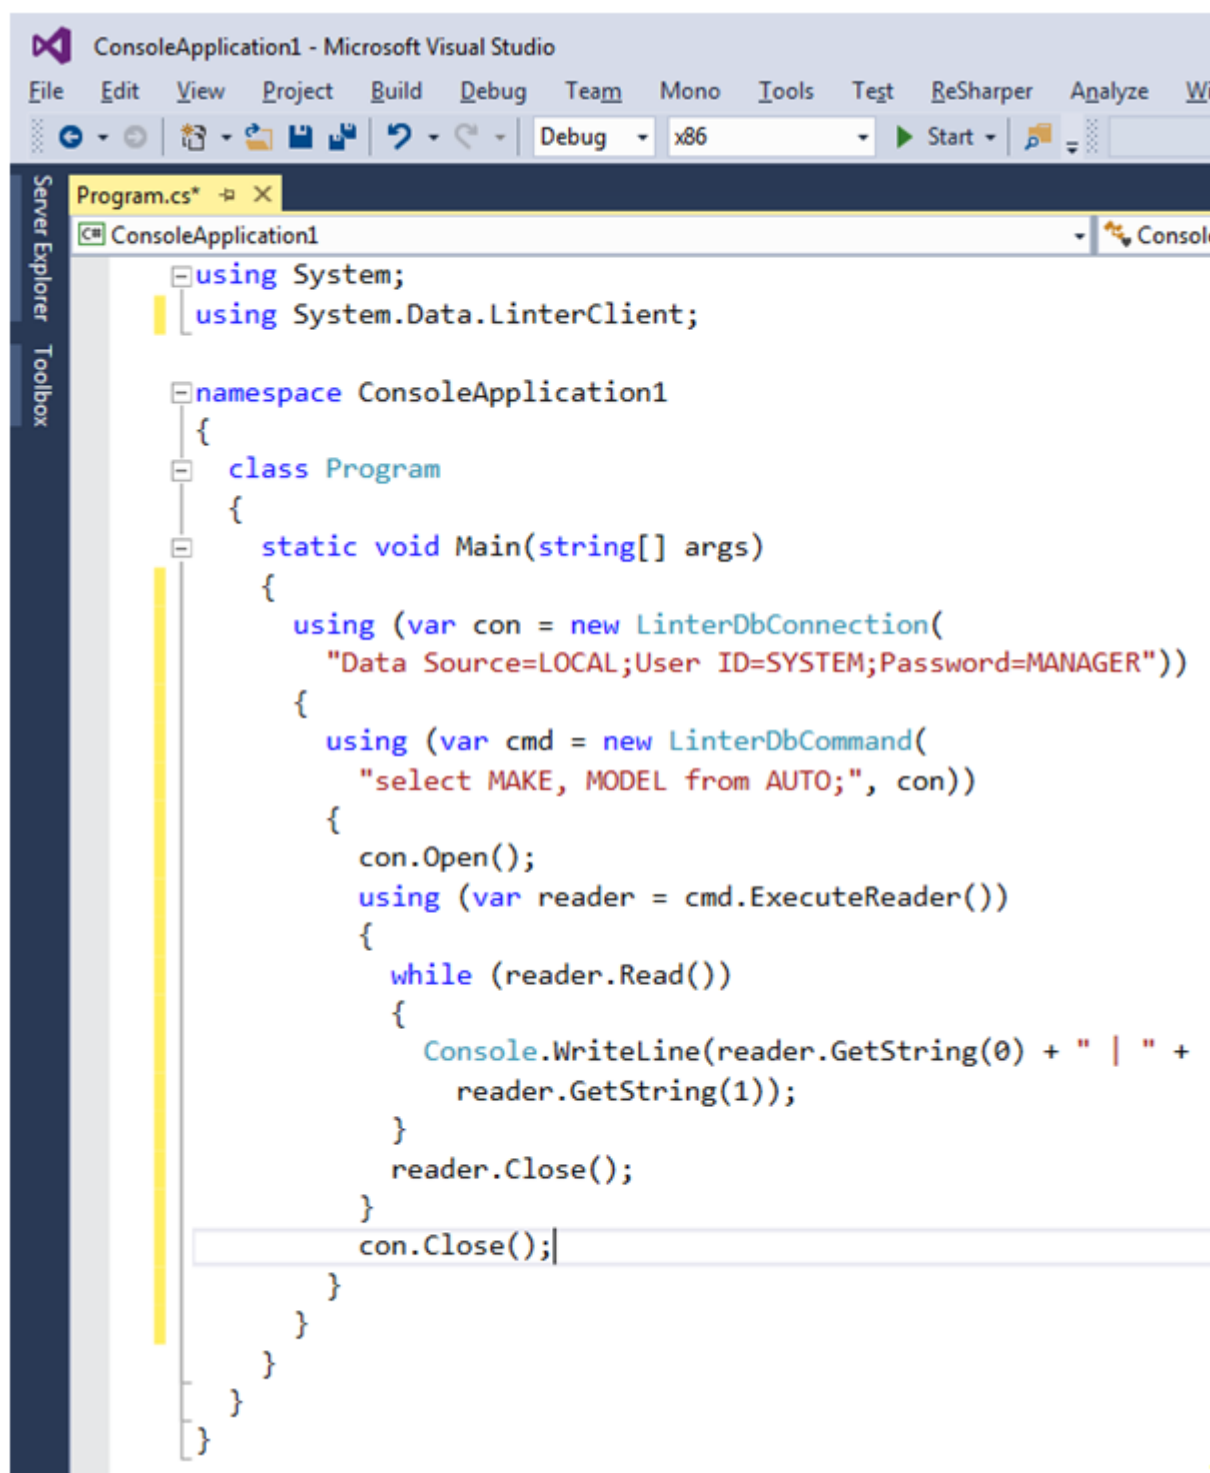 ConsoleApplication1 - Microsoft Visual Studio
File Edit View Project Build Debug Team Mono Tools Test ReSharper Analyze Wi
Debug x86 Start
Server Explorer
Toolbox
Program.cs*
C# ConsoleApplication1 Consol
using System;
using System.Data.LinterClient;
namespace ConsoleApplication1
{
class Program
{
static void Main(string[] args)
{
using (var con = new LinterDbConnection(
"Data Source=LOCAL;User ID=SYSTEM;Password=MANAGER"))
{
using (var cmd = new LinterDbCommand(
"select MAKE, MODEL from AUTO;", con))
{
con.Open();
using (var reader = cmd.ExecuteReader())
{
while (reader.Read())
{
Console.WriteLine(reader.GetString(0) + " | " +
reader.GetString(1));
}
reader.Close();
}
con.Close();
}
}
}
}
}